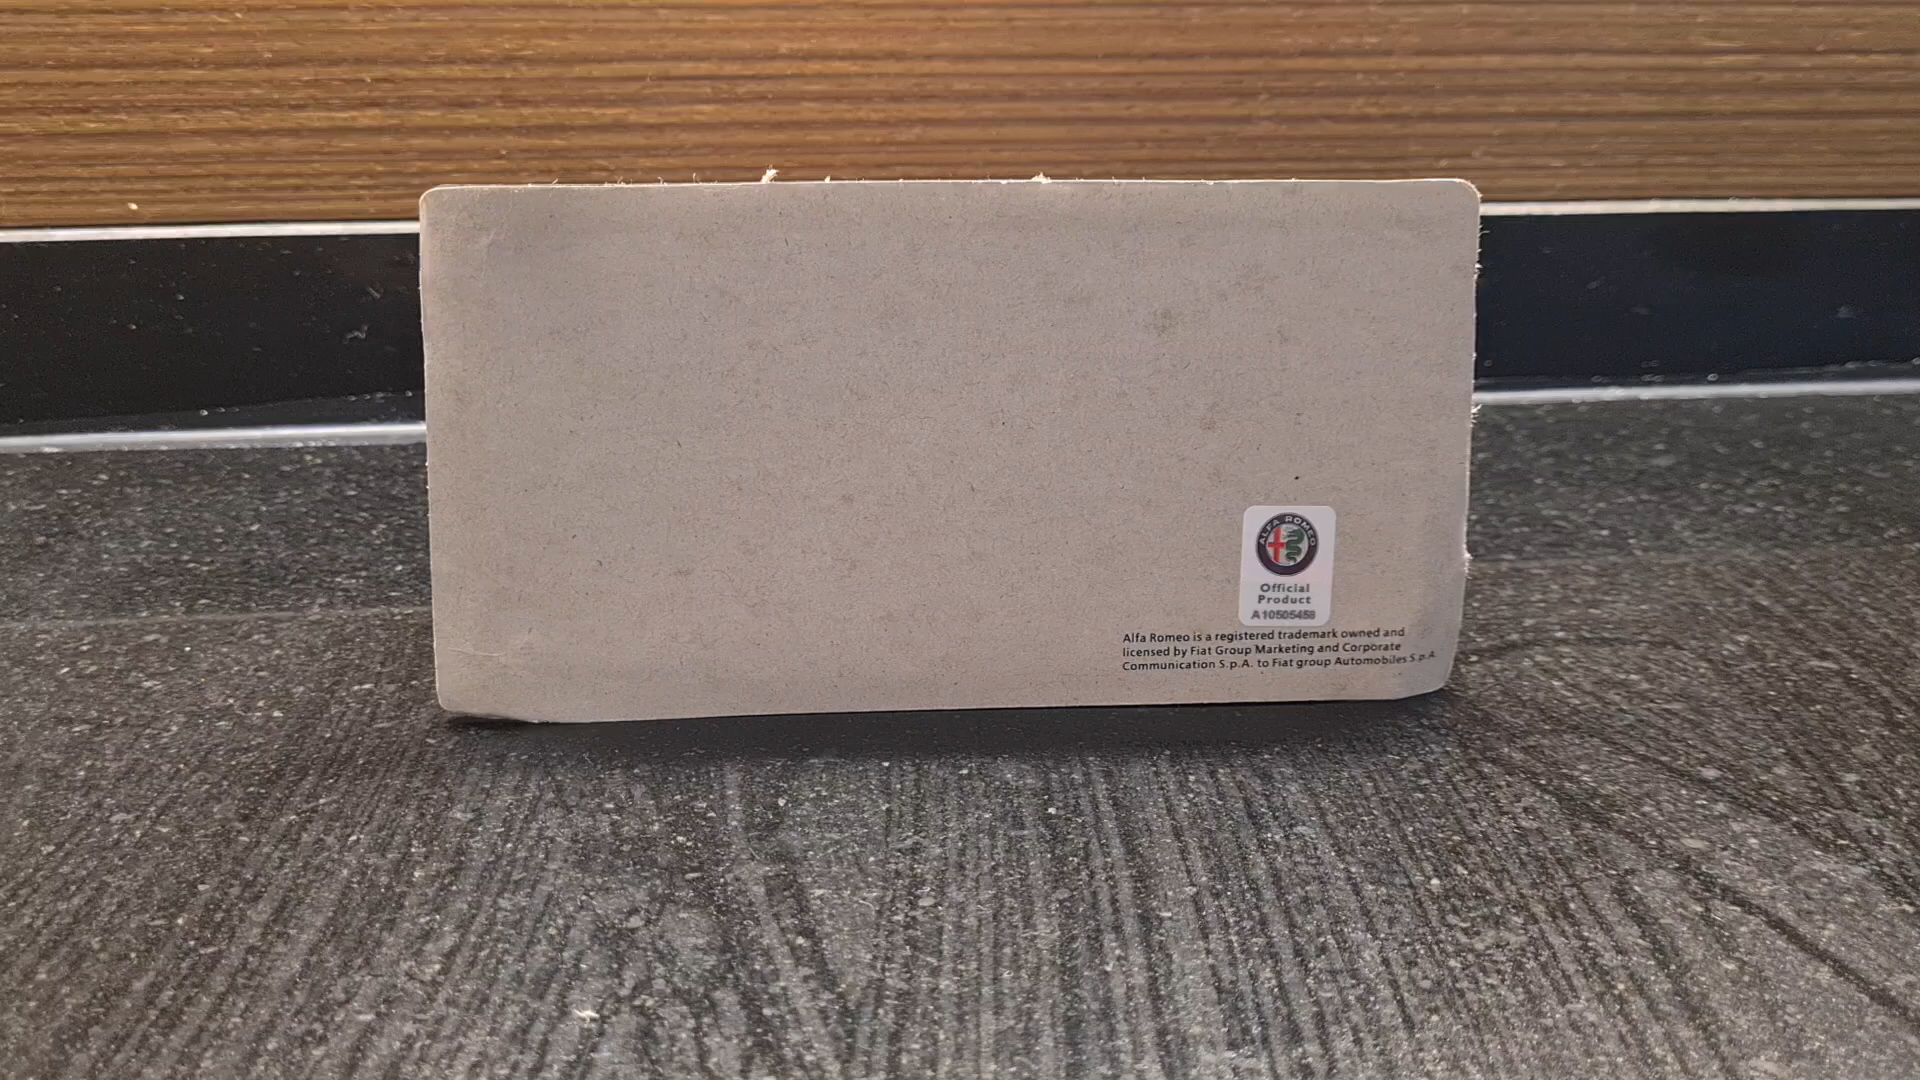 ALFA ROMEO
Official
Product
A10505458
Alfa Romeo is a registered trademark owned and
licensed by Fiat Group Marketing and Corporate
Communication S.p.A. to Fiat group Automobiles S.p.A.